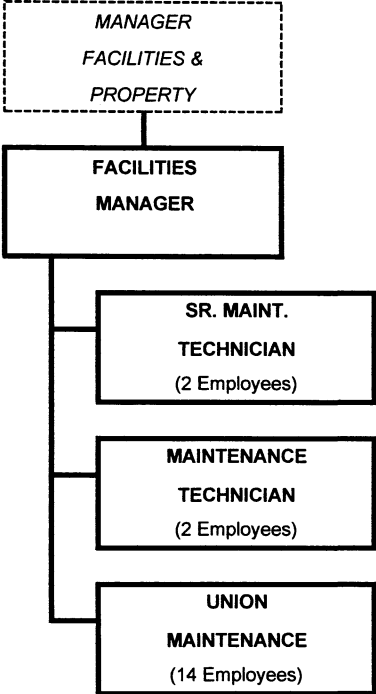 MANAGER
FACILITIES &
PROPERTY
FACILITIES
MANAGER
SR. MAINT.
TECHNICIAN
(2 Employees)
MAINTENANCE
TECHNICIAN
(2 Employees)
UNION
MAINTENANCE
(14 Employees)